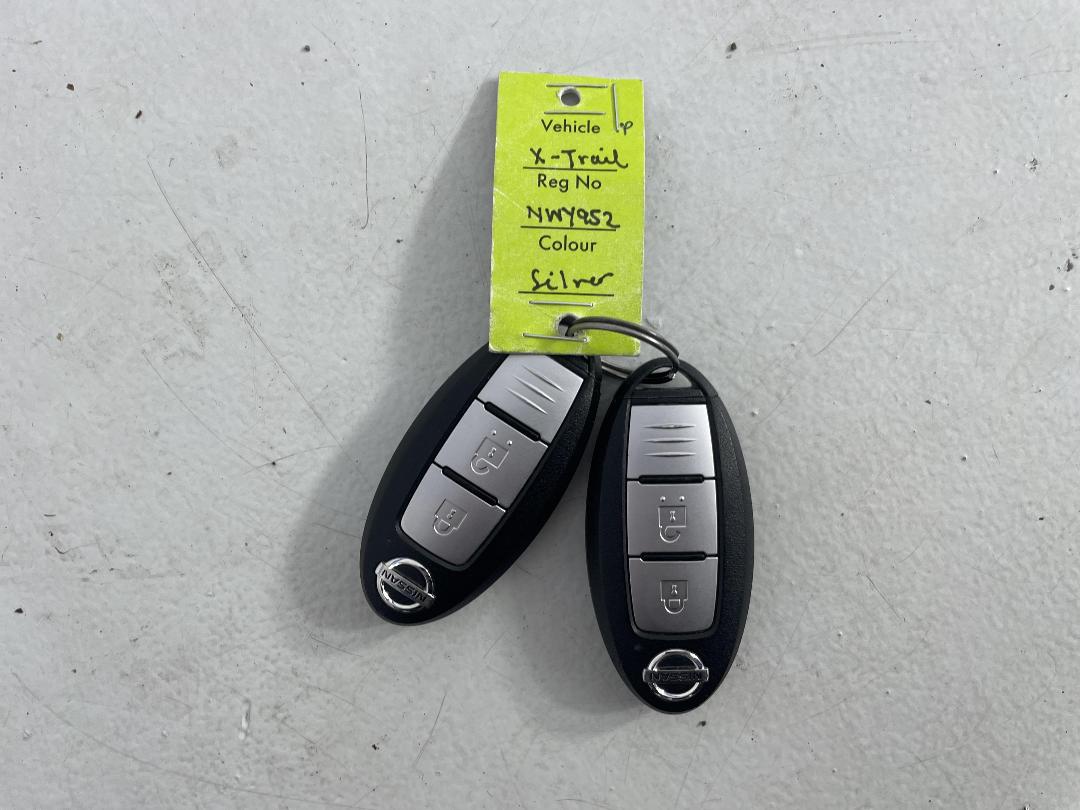 Vehicle
X-Trail
Reg No
NWY952
Colour
Silver
NISSAN
NISSAN